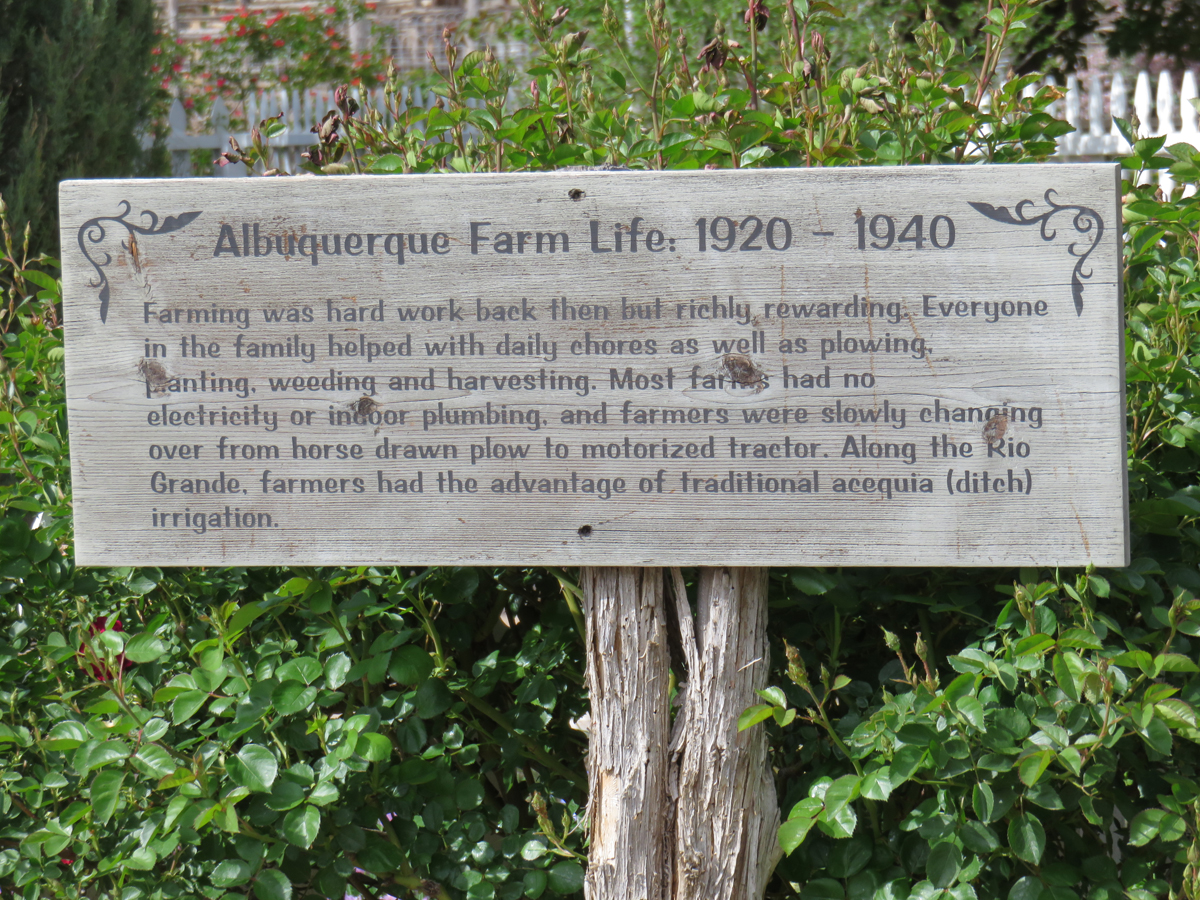 Albuquerque Farm Life: 1920 - 1940
Farming was hard work back then but richly rewarding. Everyone
in the family helped with daily chores as well as plowing,
planting, weeding and harvesting. Most farms had no
electricity or indoor plumbing, and farmers were slowly changing
over from horse drawn plow to motorized tractor. Along the Rio
Grande, farmers had the advantage of traditional acequia (ditch)
irrigation.